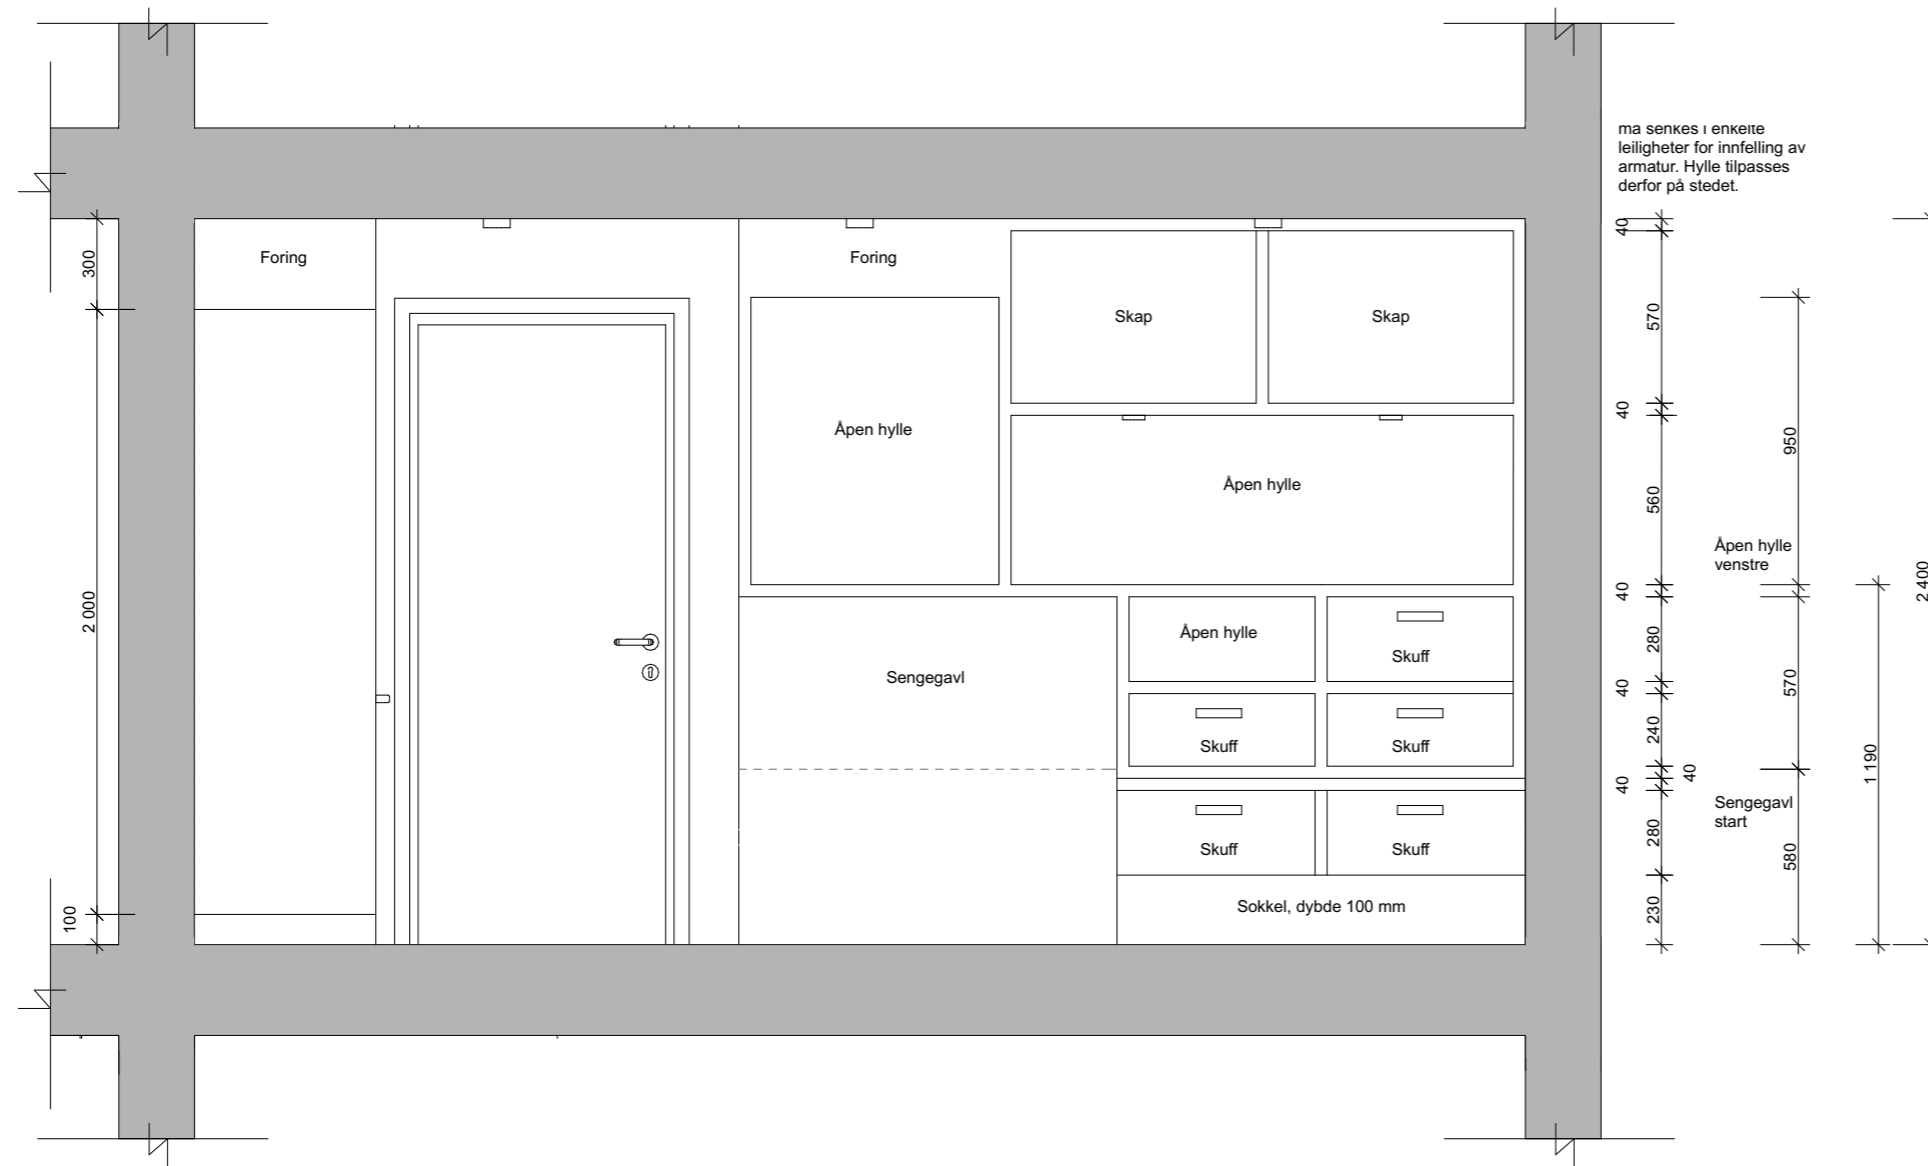 må senkes i enkelte
leiligheter for innfelling av
armatur. Hylle tilpasses
derfor på stedet.
Foring
Foring
Skap
Skap
Åpen hylle
Åpen hylle
Sengegavl
Åpen hylle
Skuff
Skuff
Skuff
Skuff
Skuff
Sokkel, dybde 100 mm
300
2 000
100
40
570
40
560
40
280
40
240
40
40
280
230
Åpen hylle
venstre
Sengegavl
start
950
570
580
1 190
2 400